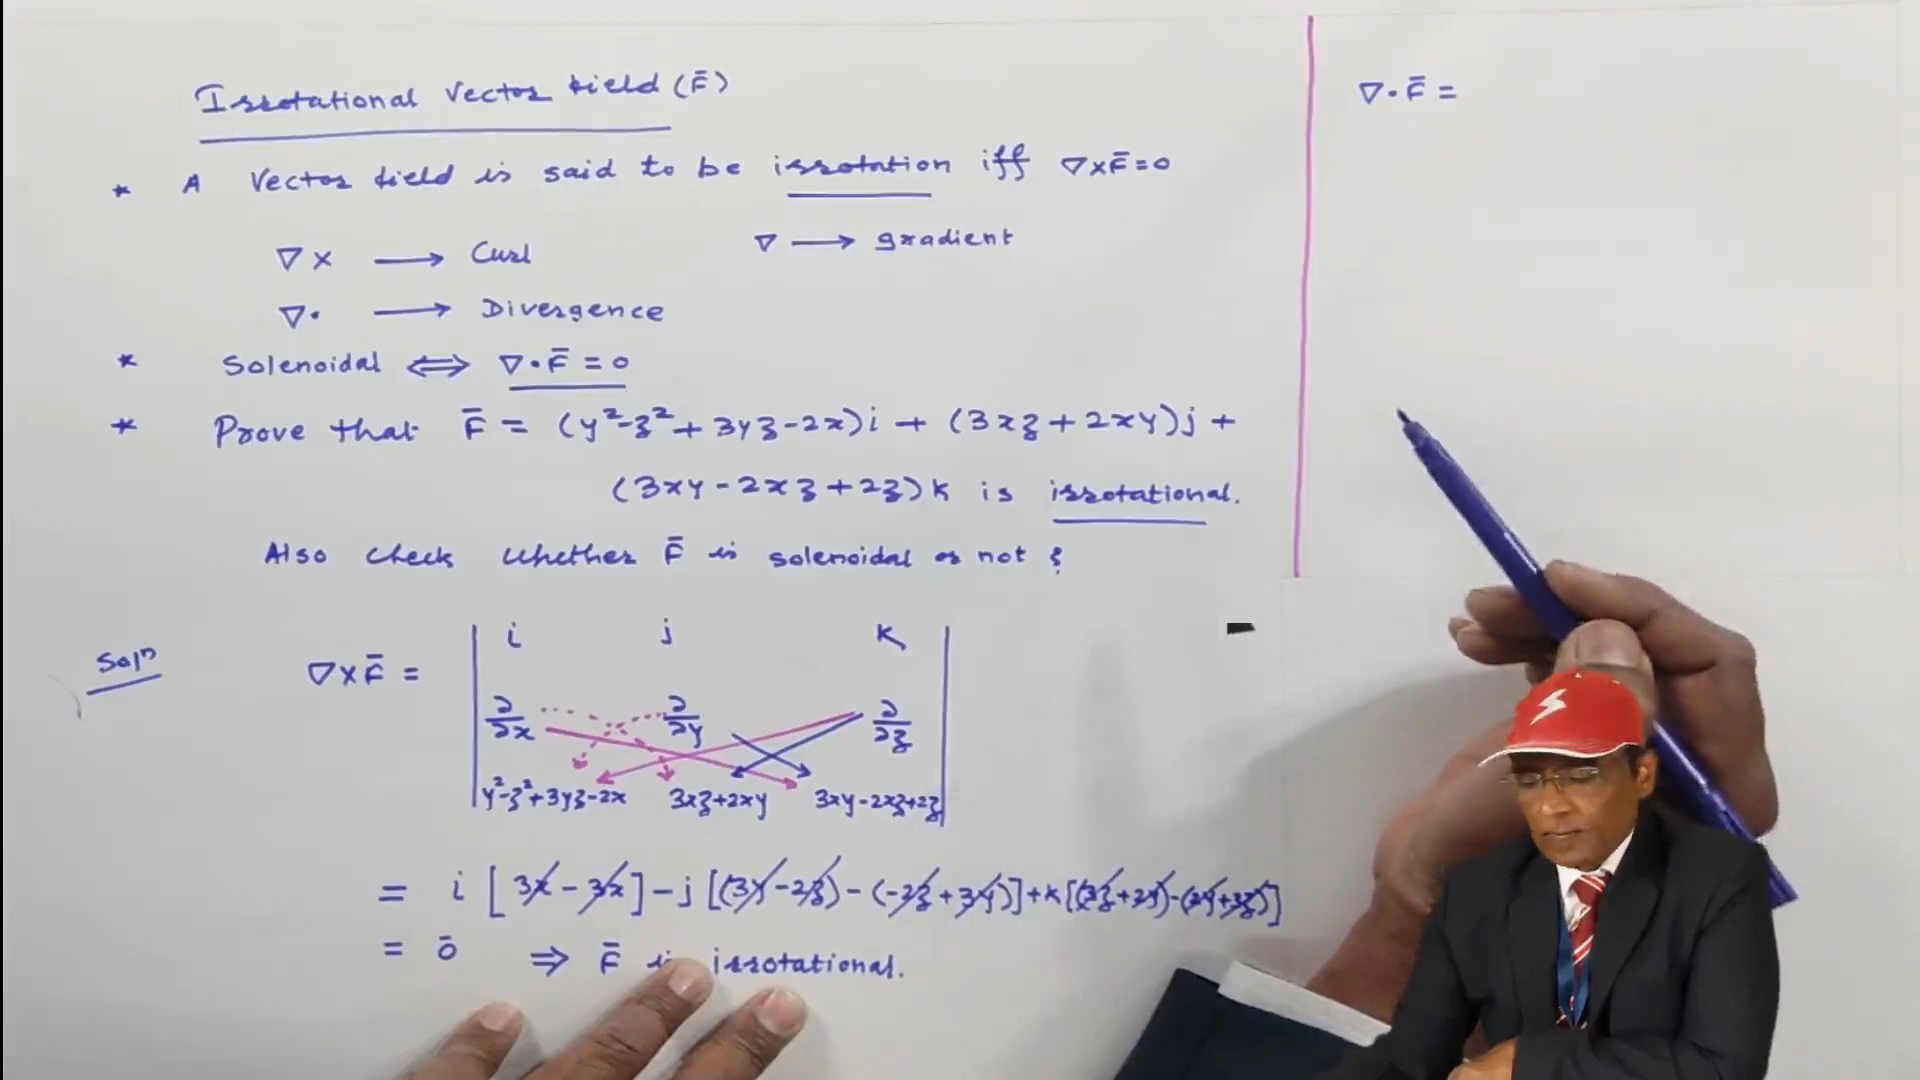 Irrotational Vector field (F̄)
* A Vector field is said to be irrotation iff ∇×F̄=0
∇× → Curl ∇ → gradient
∇· → Divergence
* Solenoidal ⟺ ∇·F̄ = 0
* Prove that F̄ = (y²-z²+3yz-2x)i + (3xz+2xy)j +
(3xy-2xz+2z)k is irrotational.
Also check whether F̄ is solenoidal or not ?
Solⁿ
∇×F̄ =
i j k
∂/∂x ∂/∂y ∂/∂z
y²-z²+3yz-2x 3xz+2xy 3xy-2xz+2z
= i [3x-3x]-j[(3y-2z)-(-2z+3y)]+k[(3z+2y)-(2y+3z)]
= 0̄ ⇒ F̄ is irrotational.
∇·F̄ =